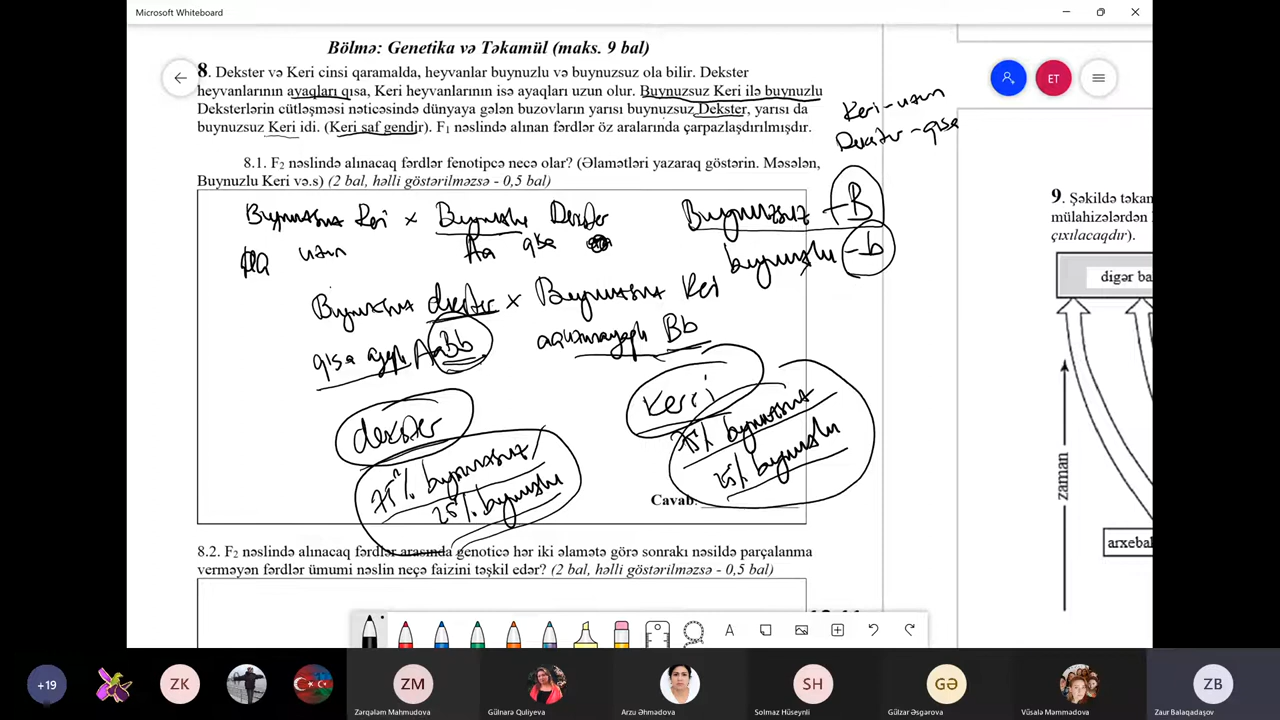 Microsoft Whiteboard
Bölmə: Genetika və Təkamül (maks. 9 bal)
8. Dekster və Keri cinsi qaramalda, heyvanlar buynuzlu və buynuzsuz ola bilir. Dekster
heyvanlarının ayaqları qısa, Keri heyvanlarının isə ayaqları uzun olur. Buynuzsuz Keri ilə buynuzlu
Deksterlərin cütləşməsi nəticəsində dünyaya gələn buzovların yarısı buynuzsuz Dekster, yarısı da
buynuzsuz Keri idi. (Keri saf gendir). F1 nəslində alınan fərdlər öz aralarında çarpazlaşdırılmışdır.
ET
Keri-uzun
Dekster-qısa
8.1. F2 nəslində alınacaq fərdlər fenotipcə necə olar? (Əlamətləri yazaraq göstərin. Məsələn,
Buynuzlu Keri və.s) (2 bal, həlli göstərilməzsə - 0,5 bal)
Buynuzsuz Keri x Buynuzlu Dexter
uzun Aa qısa
Buynuzsuz - B
buynuzlu - b
Buynuzsuz dekster x Buynuzsuz Keri
qısa ayaqlı AaBb
Bb
dekster
Kerri
75% buynuzsuz
25% buynuzlu
75% buynuzsuz
25% buynuzlu
Cavab:
8.2. F2 nəslində alınacaq fərdlər arasında genoticə hər iki əlamətə görə sonrakı nəsildə parçalanma
verməyən fərdlər ümumi nəslin neçə faizini təşkil edər? (2 bal, həlli göstərilməzsə - 0,5 bal)
9. Şəkildə təkan
mülahizələrdən
çıxılacaqdır).
digər ba
zaman
arxebak
A
+19
ZK
ZM
SH
GƏ
ZB
Zərqələm Mahmudova
Gülnarə Quliyeva
Arzu Əhmədova
Solmaz Hüseynli
Gülzar Əsgərova
Vüsalə Məmmədova
Zaur Balaqadaşov